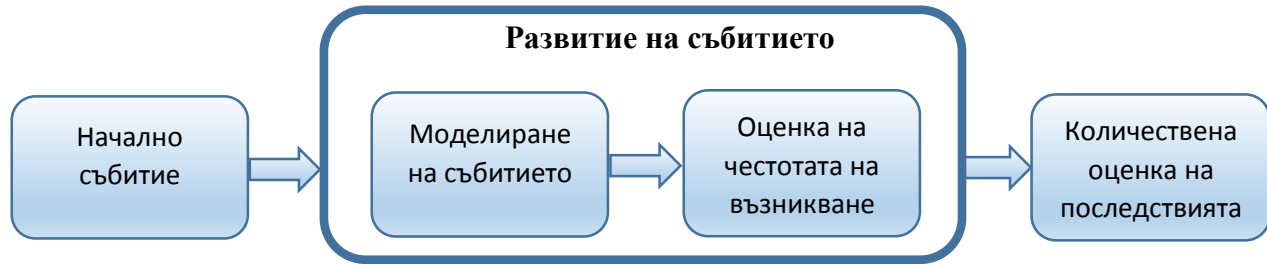 Развитие на събитието
Начално
събитие
Моделиране
на събитието
Оценка на
честотата на
възникване
Количествена
оценка на
последствията